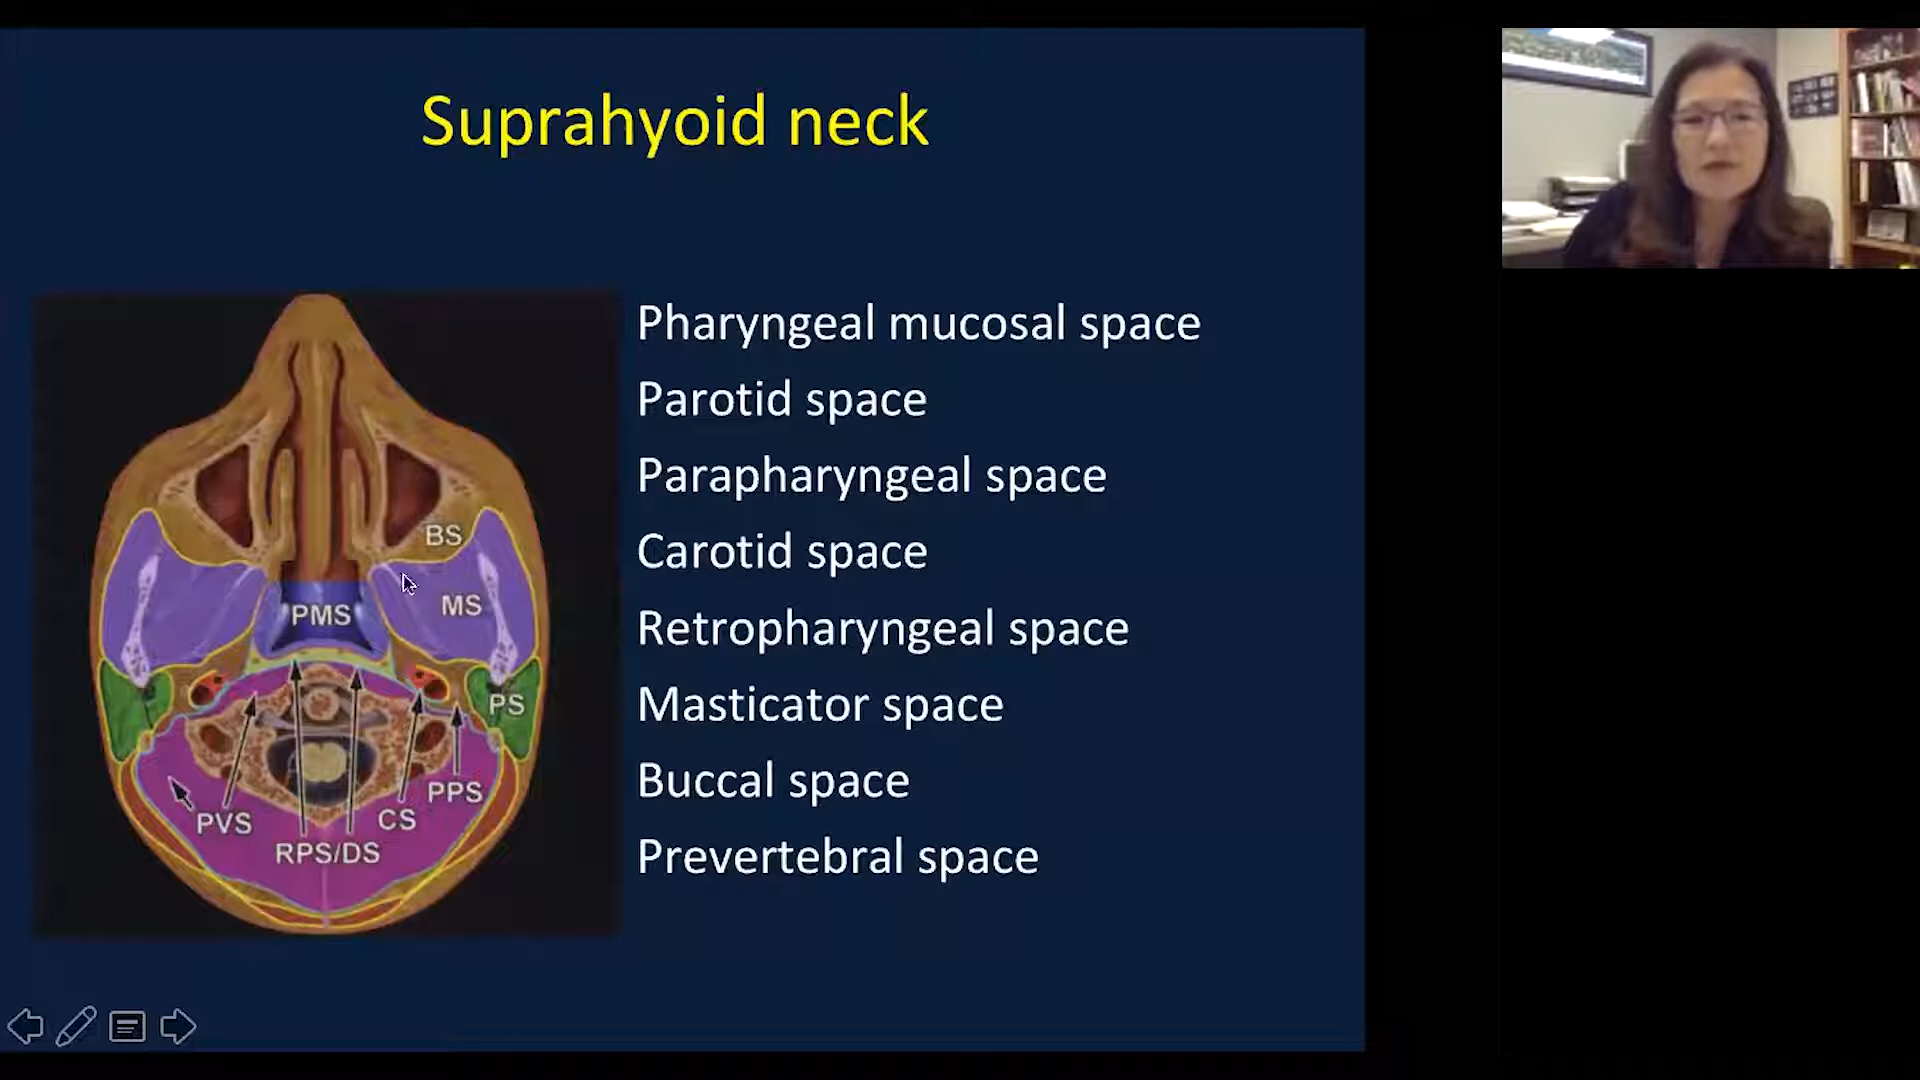 Suprahyoid neck
Pharyngeal mucosal space
Parotid space
Parapharyngeal space
Carotid space
Retropharyngeal space
Masticator space
Buccal space
Prevertebral space
BS
PMS
MS
PS
PPS
PVS
CS
RPS/DS